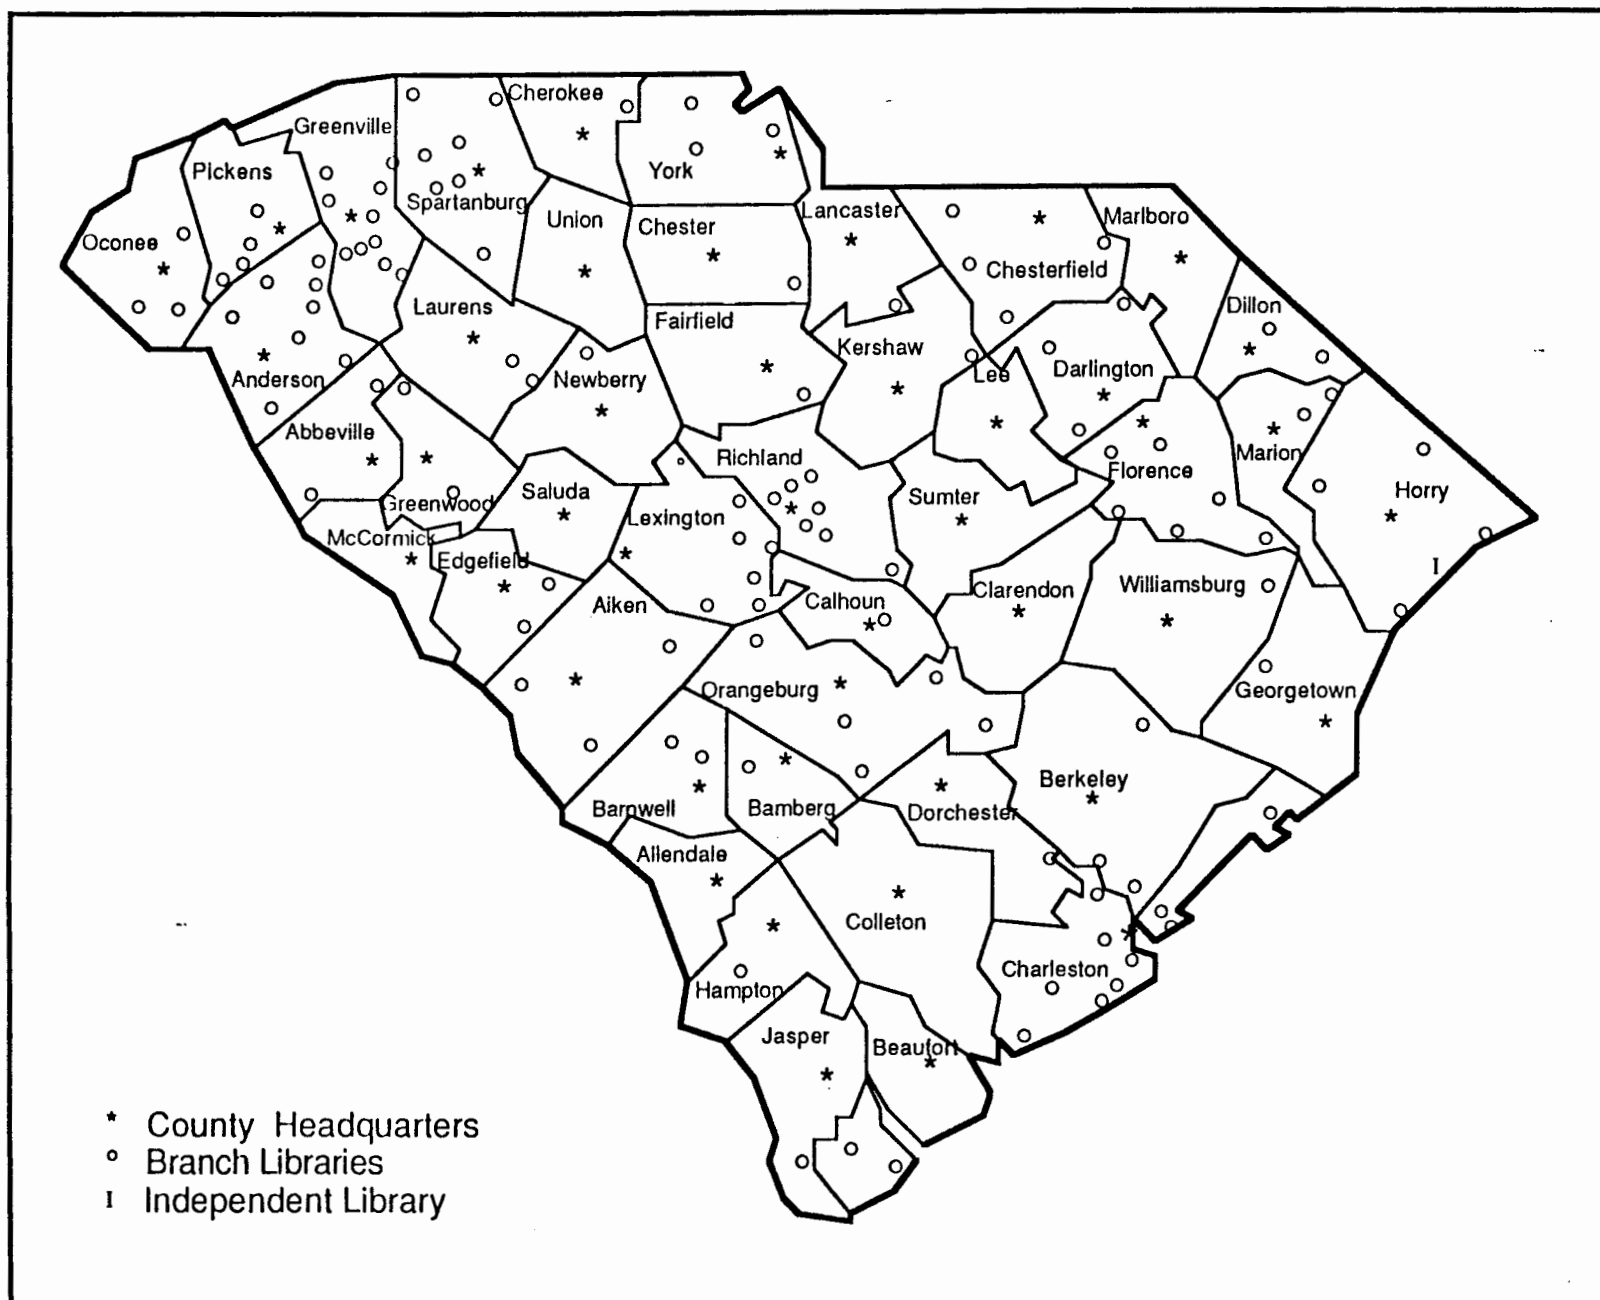 Cherokee
Greenville
Pickens
York
Spartanburg
Lancaster
Marlboro
Union
Chester
Oconee
Chesterfield
Laurens
Dillon
Fairfield
Kershaw
Anderson
Newberry
Lee
Darlington
Abbeville
Marion
Richland
Florence
Greenwood
Saluda
Sumter
Horry
Lexington
McCormick
Edgefield
I
Aiken
Calhoun
Clarendon
Williamsburg
Orangeburg
Georgetown
Barnwell
Bamberg
Dorchester
Berkeley
Allendale
Colleton
Charleston
Hampton
Jasper
Beaufort
* County Headquarters
o Branch Libraries
I Independent Library